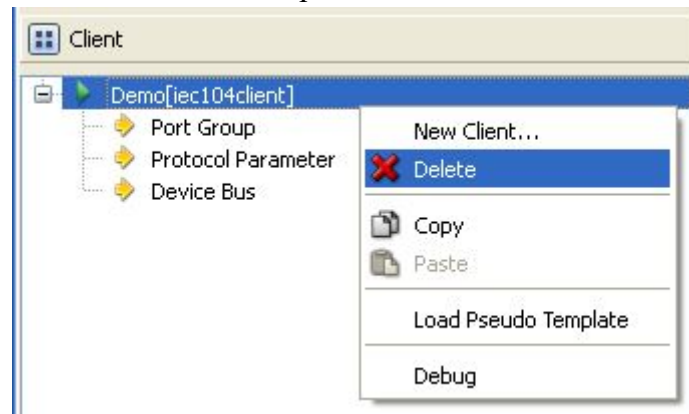 Client
Demo[iec104client]
Port Group
Protocol Parameter
Device Bus
New Client...
Delete
Copy
Paste
Load Pseudo Template
Debug